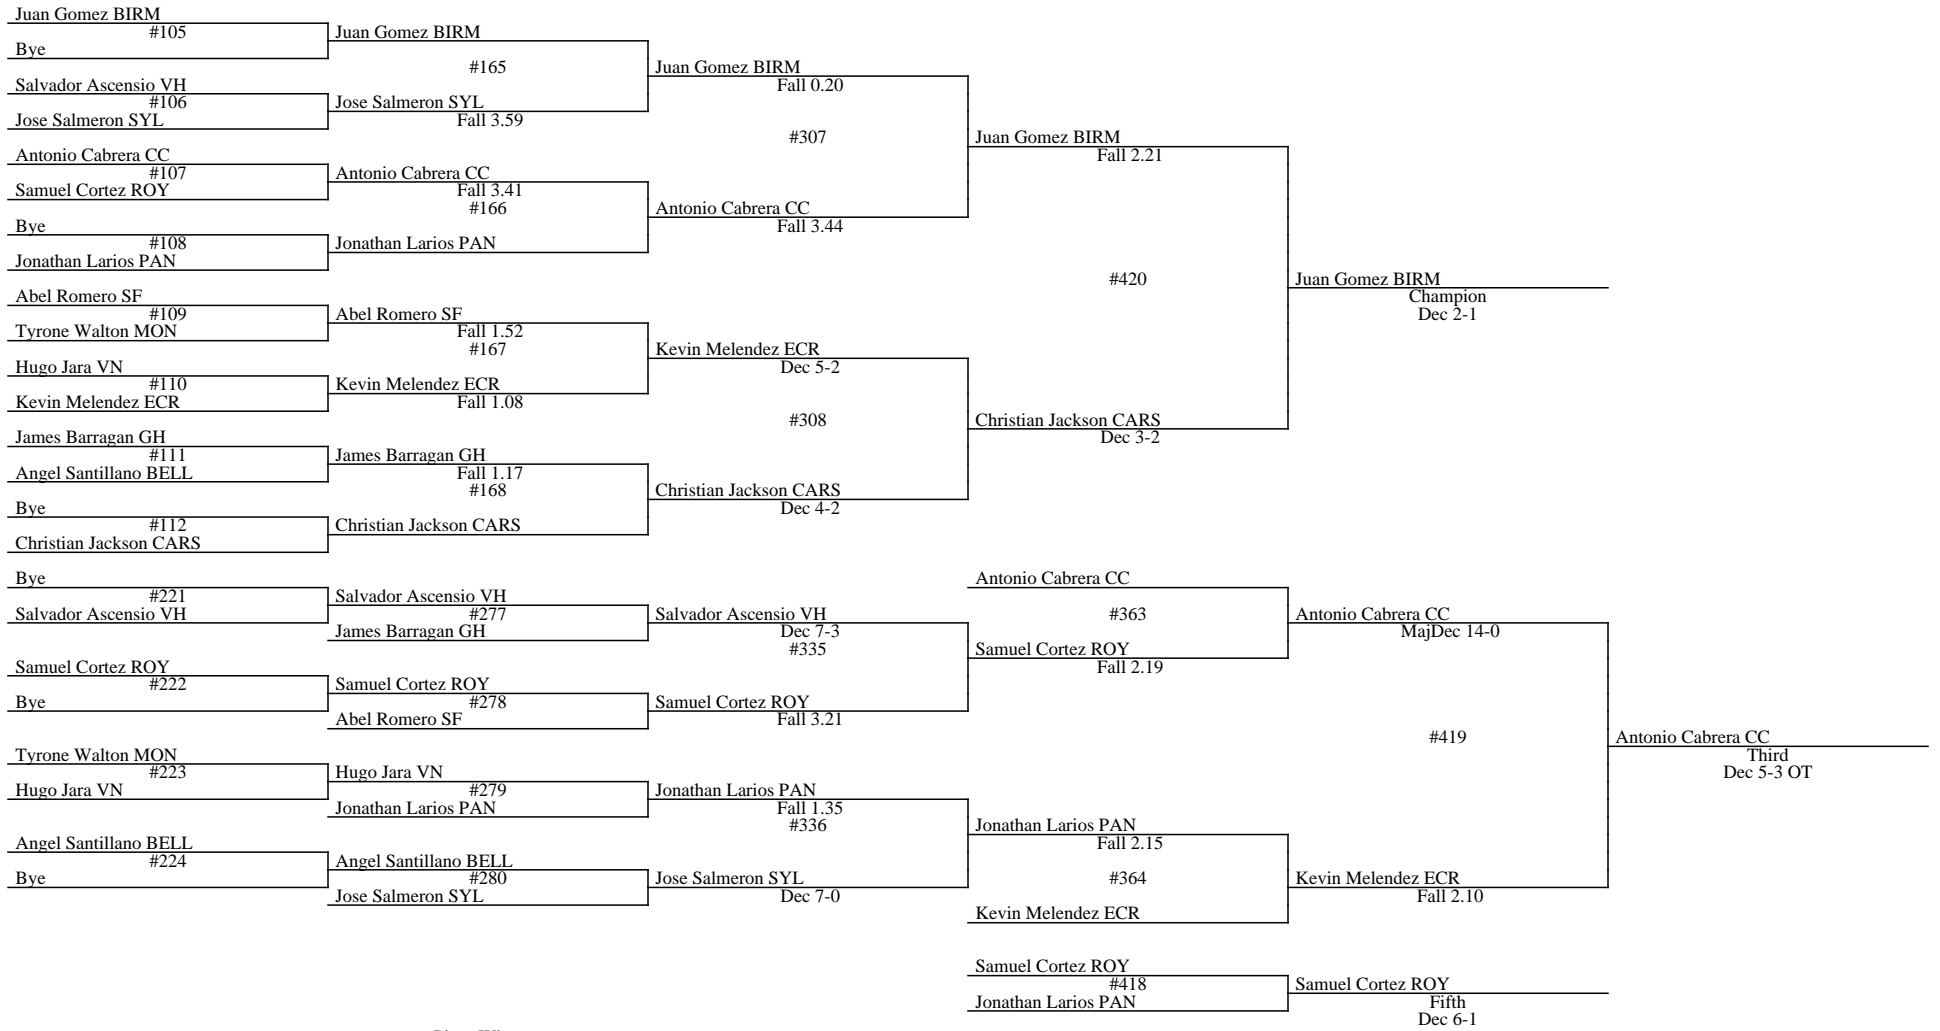 Juan Gomez BIRM
#105
Bye
Salvador Ascensio VH
#106
Jose Salmeron SYL
Antonio Cabrera CC
#107
Samuel Cortez ROY
Bye
#108
Jonathan Larios PAN
Abel Romero SF
#109
Tyrone Walton MON
Hugo Jara VN
#110
Kevin Melendez ECR
James Barragan GH
#111
Angel Santillano BELL
Bye
#112
Christian Jackson CARS
Juan Gomez BIRM
#165
Jose Salmeron SYL
Fall 3.59
Antonio Cabrera CC
Fall 3.41
#166
Jonathan Larios PAN
Abel Romero SF
Fall 1.52
#167
Kevin Melendez ECR
Fall 1.08
James Barragan GH
Fall 1.17
#168
Christian Jackson CARS
Juan Gomez BIRM
Fall 0.20
#307
Antonio Cabrera CC
Fall 3.44
Kevin Melendez ECR
Dec 5-2
#308
Christian Jackson CARS
Dec 4-2
Juan Gomez BIRM
Fall 2.21
#420
Christian Jackson CARS
Dec 3-2
Juan Gomez BIRM
Champion
Dec 2-1
Bye
#221
Salvador Ascensio VH
Samuel Cortez ROY
#222
Bye
Tyrone Walton MON
#223
Hugo Jara VN
Angel Santillano BELL
#224
Bye
Salvador Ascensio VH
#277
James Barragan GH
Samuel Cortez ROY
#278
Abel Romero SF
Hugo Jara VN
#279
Jonathan Larios PAN
Angel Santillano BELL
#280
Jose Salmeron SYL
Salvador Ascensio VH
Dec 7-3
#335
Samuel Cortez ROY
Fall 3.21
Jonathan Larios PAN
Fall 1.35
#336
Jose Salmeron SYL
Dec 7-0
Antonio Cabrera CC
#363
Samuel Cortez ROY
Fall 2.19
Jonathan Larios PAN
Fall 2.15
#364
Kevin Melendez ECR
Antonio Cabrera CC
MajDec 14-0
#419
Kevin Melendez ECR
Fall 2.10
Antonio Cabrera CC
Third
Dec 5-3 OT
Samuel Cortez ROY
#418
Jonathan Larios PAN
Samuel Cortez ROY
Fifth
Dec 6-1